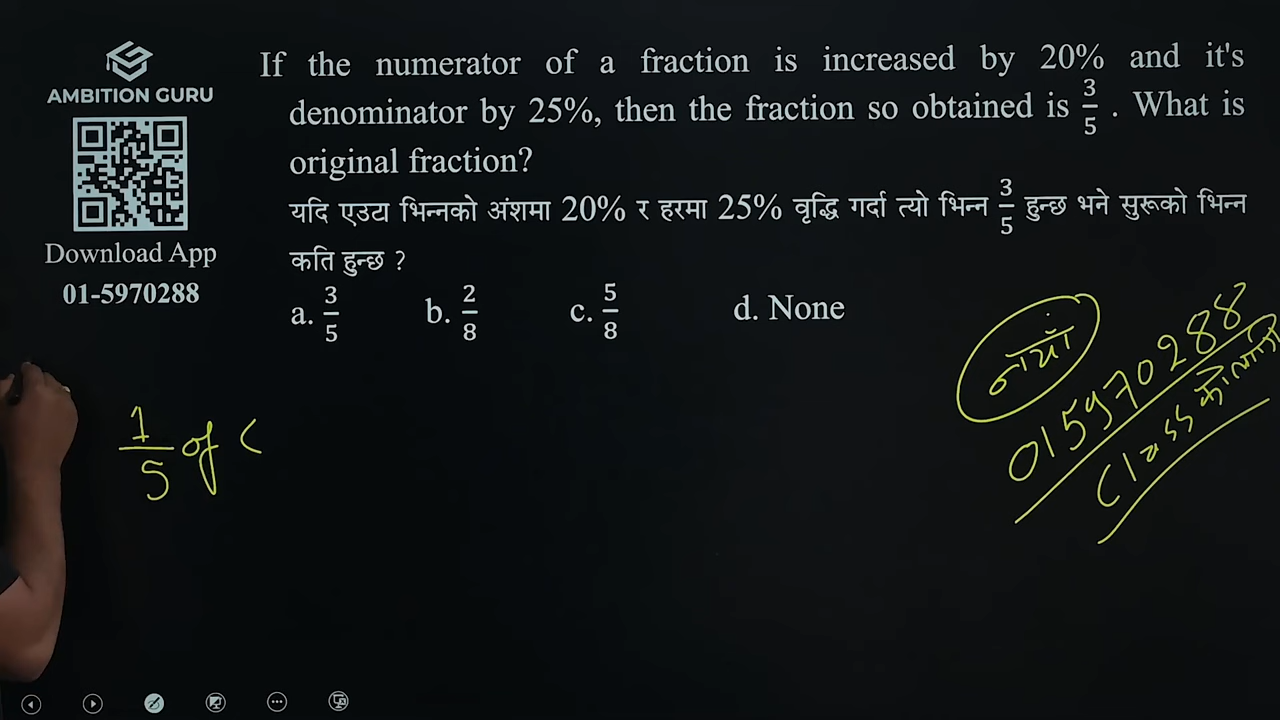 AMBITION GURU
Download App
01-5970288
If the numerator of a fraction is increased by 20% and it's
denominator by 25%, then the fraction so obtained is 3/5 . What is
original fraction?
यदि एउटा भिन्नको अंशमा 20% र हरमा 25% वृद्धि गर्दा त्यो भिन्न 3/5 हुन्छ भने सुरूको भिन्न
कति हुन्छ ?
a. 3/5 b. 2/8 c. 5/8 d. None
नयाँ
015970288
Class को लागि
1/5 of (